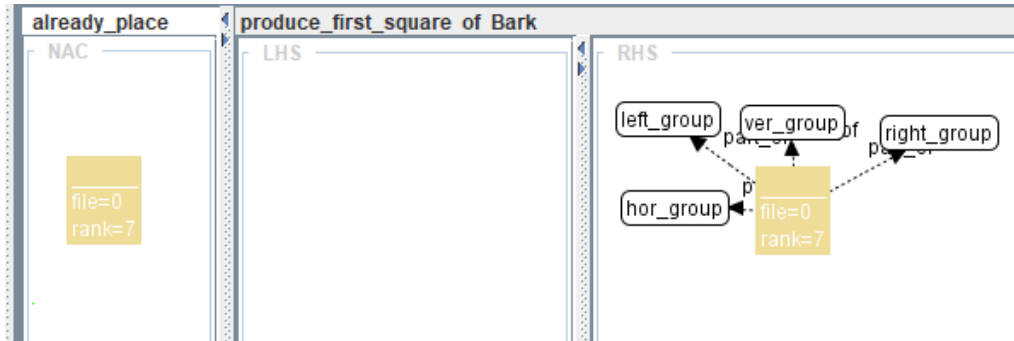 already_place
produce_first_square of Bark
NAC
LHS
RHS
file=0
rank=7
left_group
ver_group
right_group
hor_group
file=0
rank=7